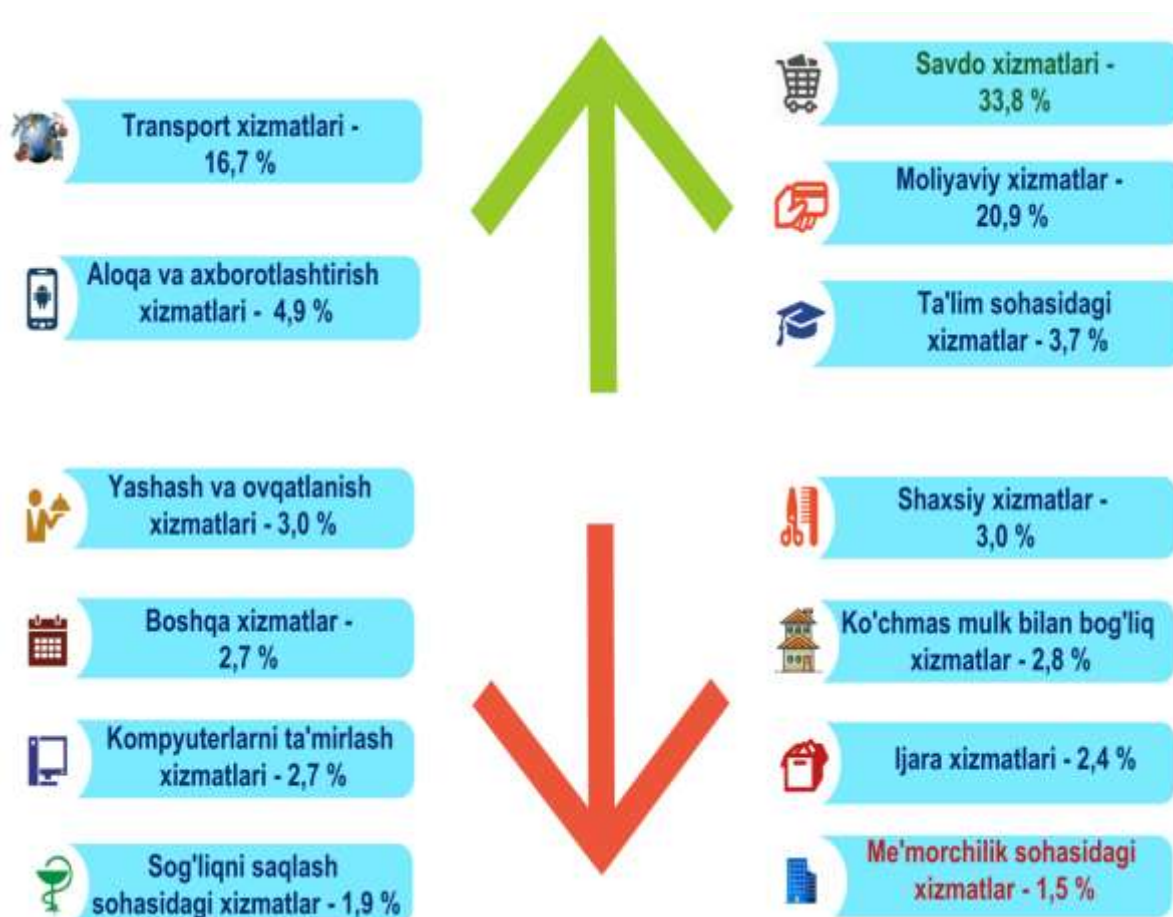 Savdo xizmatlari -
33,8 %
Transport xizmatlari -
16,7 %
Moliyaviy xizmatlar -
20,9 %
Aloqa va axborotlashtirish
xizmatlari - 4,9 %
Ta'lim sohasidagi
xizmatlar - 3,7 %
Yashash va ovqatlanish
xizmatlari - 3,0 %
Shaxsiy xizmatlar -
3,0 %
Boshqa xizmatlar -
2,7 %
Ko'chmas mulk bilan bog'liq
xizmatlar - 2,8 %
Kompyuterlarni ta'mirlash
xizmatlari - 2,7 %
Ijara xizmatlari - 2,4 %
Sog'liqni saqlash
sohasidagi xizmatlar - 1,9 %
Me'morchilik sohasidagi
xizmatlar - 1,5 %